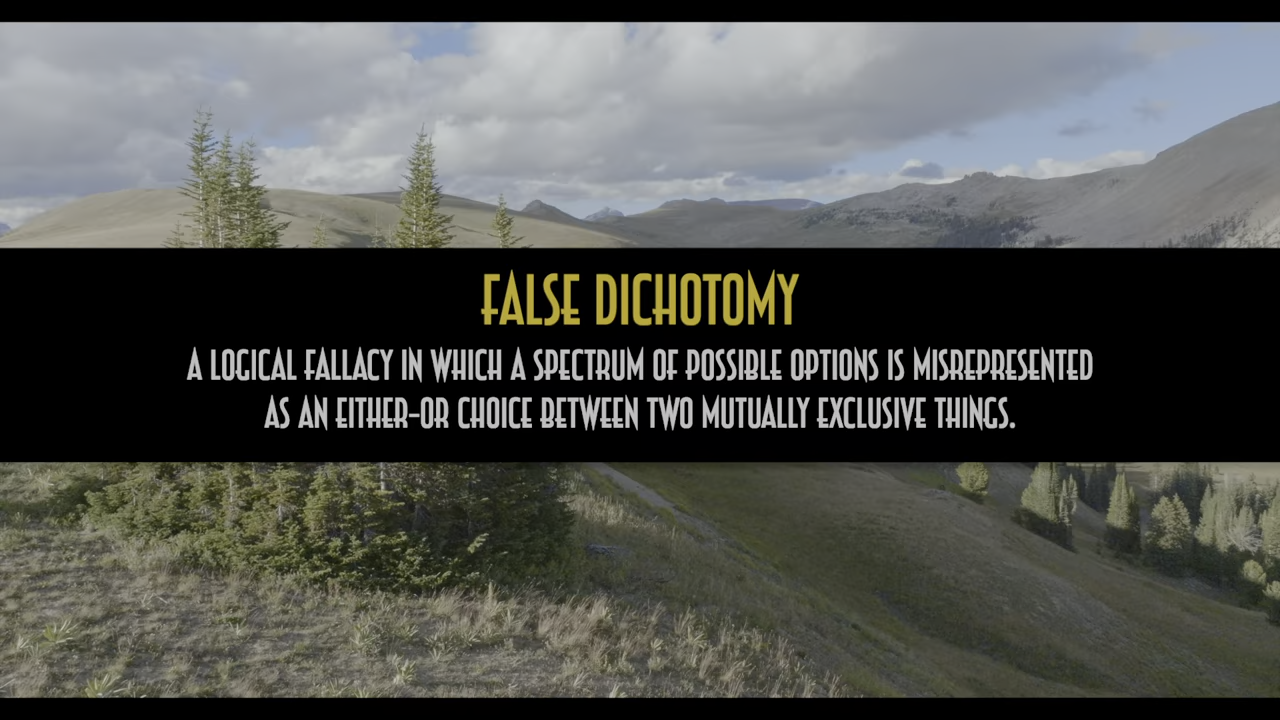 FALSE DICHOTOMY
A LOGICAL FALLACY IN WHICH A SPECTRUM OF POSSIBLE OPTIONS IS MISREPRESENTED
AS AN EITHER-OR CHOICE BETWEEN TWO MUTUALLY EXCLUSIVE THINGS.